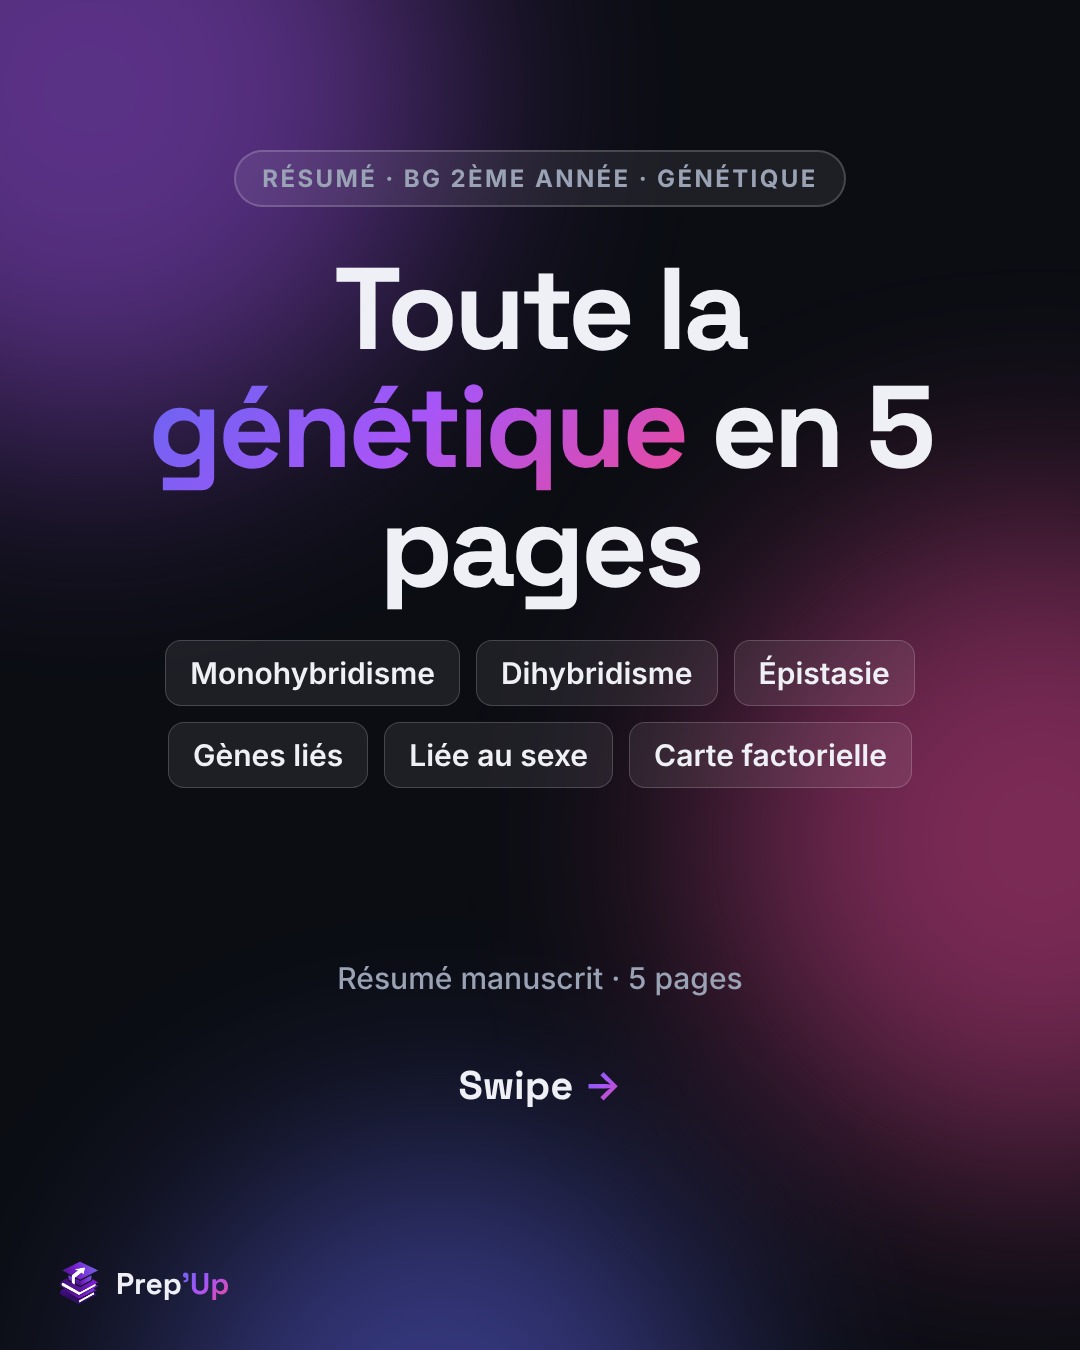 RÉSUMÉ · BG 2ÈME ANNÉE · GÉNÉTIQUE
Toute la
génétique en 5
pages
Monohybridisme Dihybridisme Épistasie
Gènes liés Liée au sexe Carte factorielle
Résumé manuscrit · 5 pages
Swipe →
Prep’Up